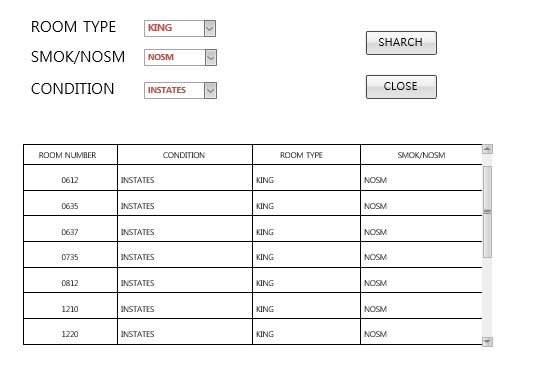 ROOM TYPE KING
SHARCH
SMOK/NOSM NOSM
CONDITION INSTATES
CLOSE
ROOM NUMBER CONDITION ROOM TYPE SMOK/NOSM
0612 INSTATES KING NOSM
0635 INSTATES KING NOSM
0637 INSTATES KING NOSM
0735 INSTATES KING NOSM
0812 INSTATES KING NOSM
1210 INSTATES KING NOSM
1220 INSTATES KING NOSM